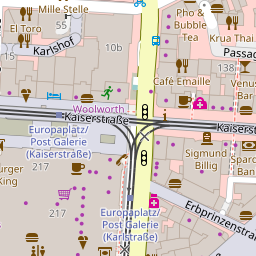 Mille Stelle
El Toro
55
Karlshof
10b
Pho &
Bubble
Tea
Krua Thai
Passag
138
Café Emaille
Venus
Bar
Woolworth
Kaiserstraße
Kaiserst
Europaplatz/
Post Galerie
(Kaiserstraße)
Sigmund
Billig
Sparc
Ban
urger
King
217
217
Erbprinzenstra
Europaplatz/
Post Galerie
(Karlstraße)